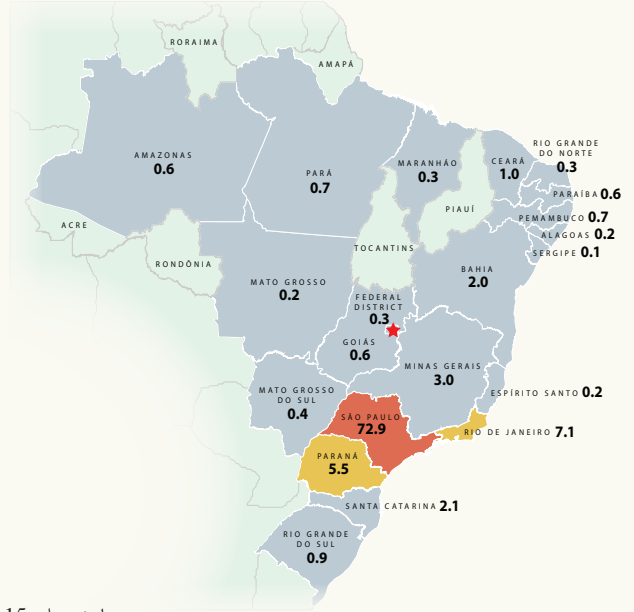 RORAIMA
AMAPÁ
AMAZONAS
0.6
PARÁ
0.7
MARANHÁO
0.3
CEARÁ
1.0
RIO GRANDE
DO NORTE
0.3
PARAÍBA 0.6
PIAUÍ
PEMAMBUCO 0.7
ALAGOAS 0.2
SERGIPE 0.1
ACRE
RONDÔNIA
TOCANTINS
BAHIA
2.0
MATO GROSSO
0.2
FEDERAL
DISTRICT
0.3
GOIÁS
0.6
MINAS GERAIS
3.0
ESPÍRITO SANTO 0.2
MATO GROSSO
DO SUL
0.4
SÃO PAULO
72.9
RIO DE JANEIRO 7.1
PARANÁ
5.5
SANTA CATARINA 2.1
RIO GRANDE
DO SUL
0.9
15